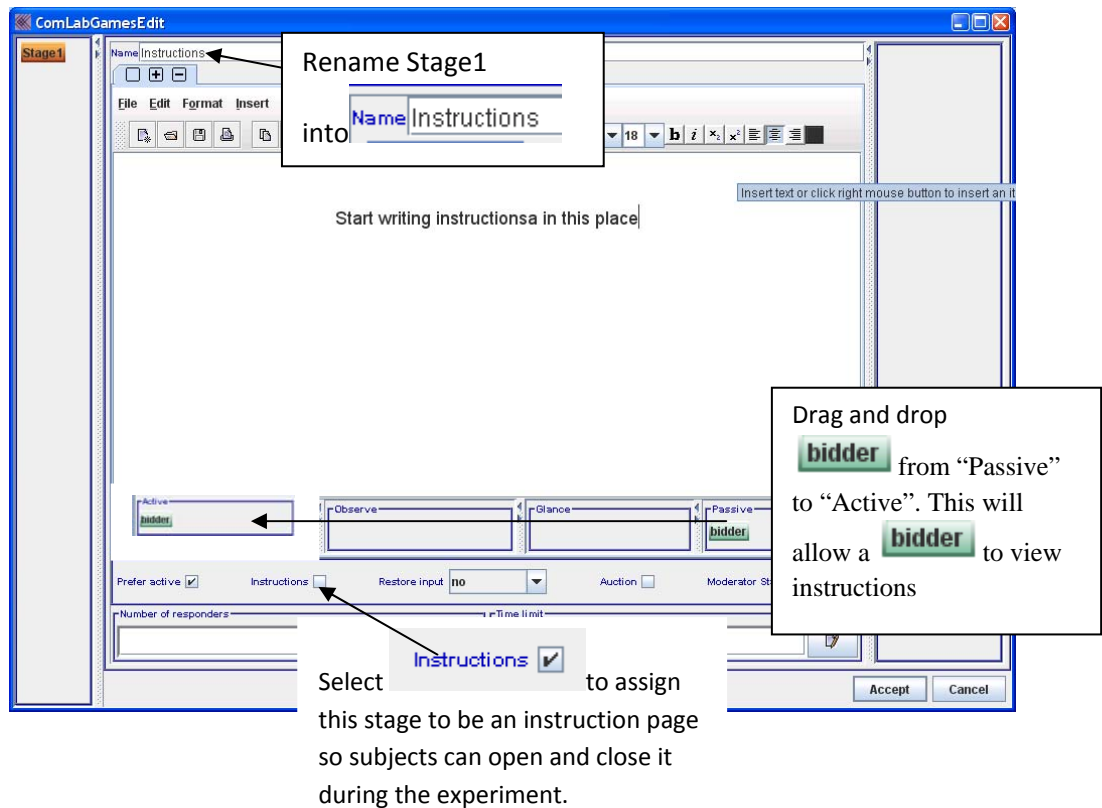 ComLabGamesEdit
Stage1
Name Instructions
File Edit Format Insert
18 b i x₂ x²
Rename Stage1
into Name Instructions
Insert text or click right mouse button to insert an it
Start writing instructionsa in this place
Drag and drop
bidder from “Passive”
to “Active”. This will
allow a bidder to view
instructions
Active Observe Glance Passive
bidder bidder
Prefer active Instructions Restore input no Auction Moderator St
Number of responders Time limit
Instructions
Select to assign
this stage to be an instruction page
so subjects can open and close it
during the experiment.
Accept Cancel